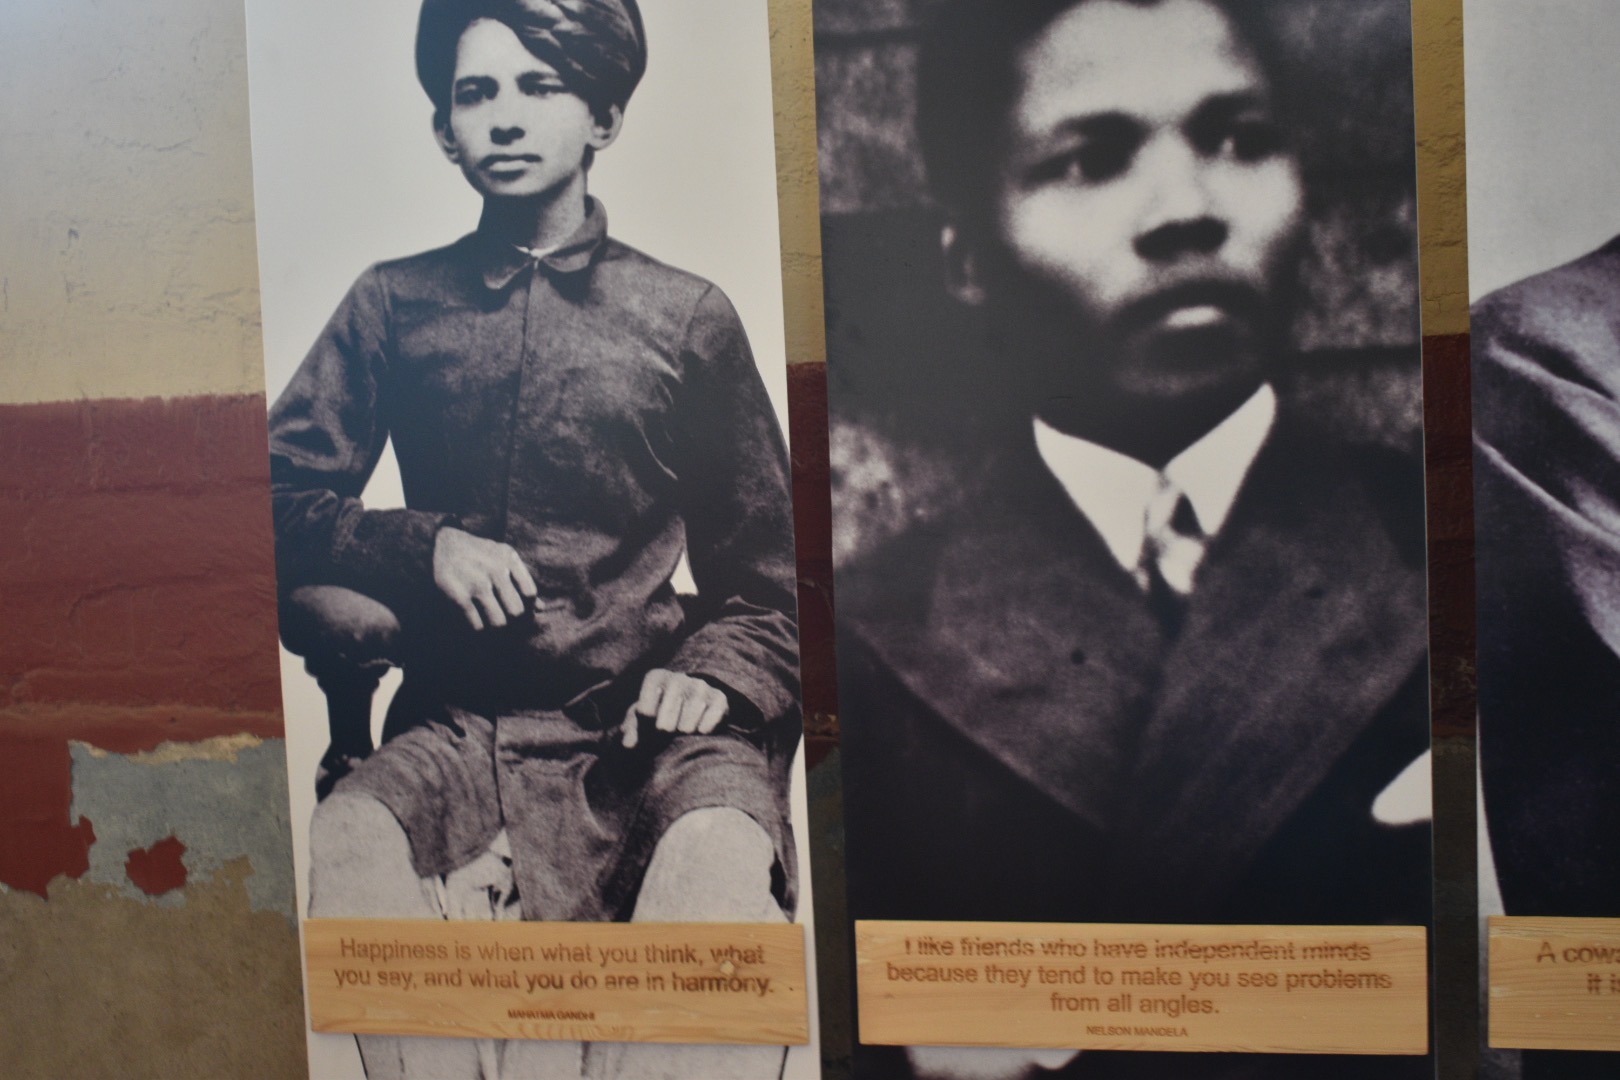 Happiness is when what you think, what
you say, and what you do are in harmony.
MAHATMA GANDHI
I like friends who have independent minds
because they tend to make you see problems
from all angles.
NELSON MANDELA
A
it